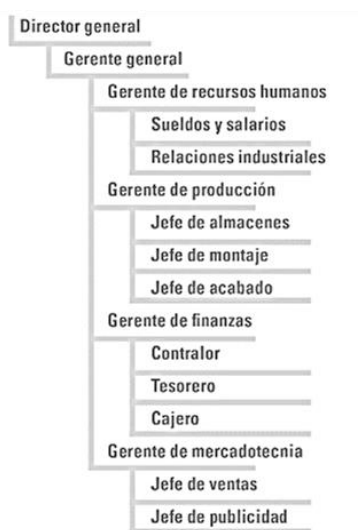 Director general
Gerente general
Gerente de recursos humanos
Sueldos y salarios
Relaciones industriales
Gerente de producción
Jefe de almacenes
Jefe de montaje
Jefe de acabado
Gerente de finanzas
Contralor
Tesorero
Cajero
Gerente de mercadotecnia
Jefe de ventas
Jefe de publicidad